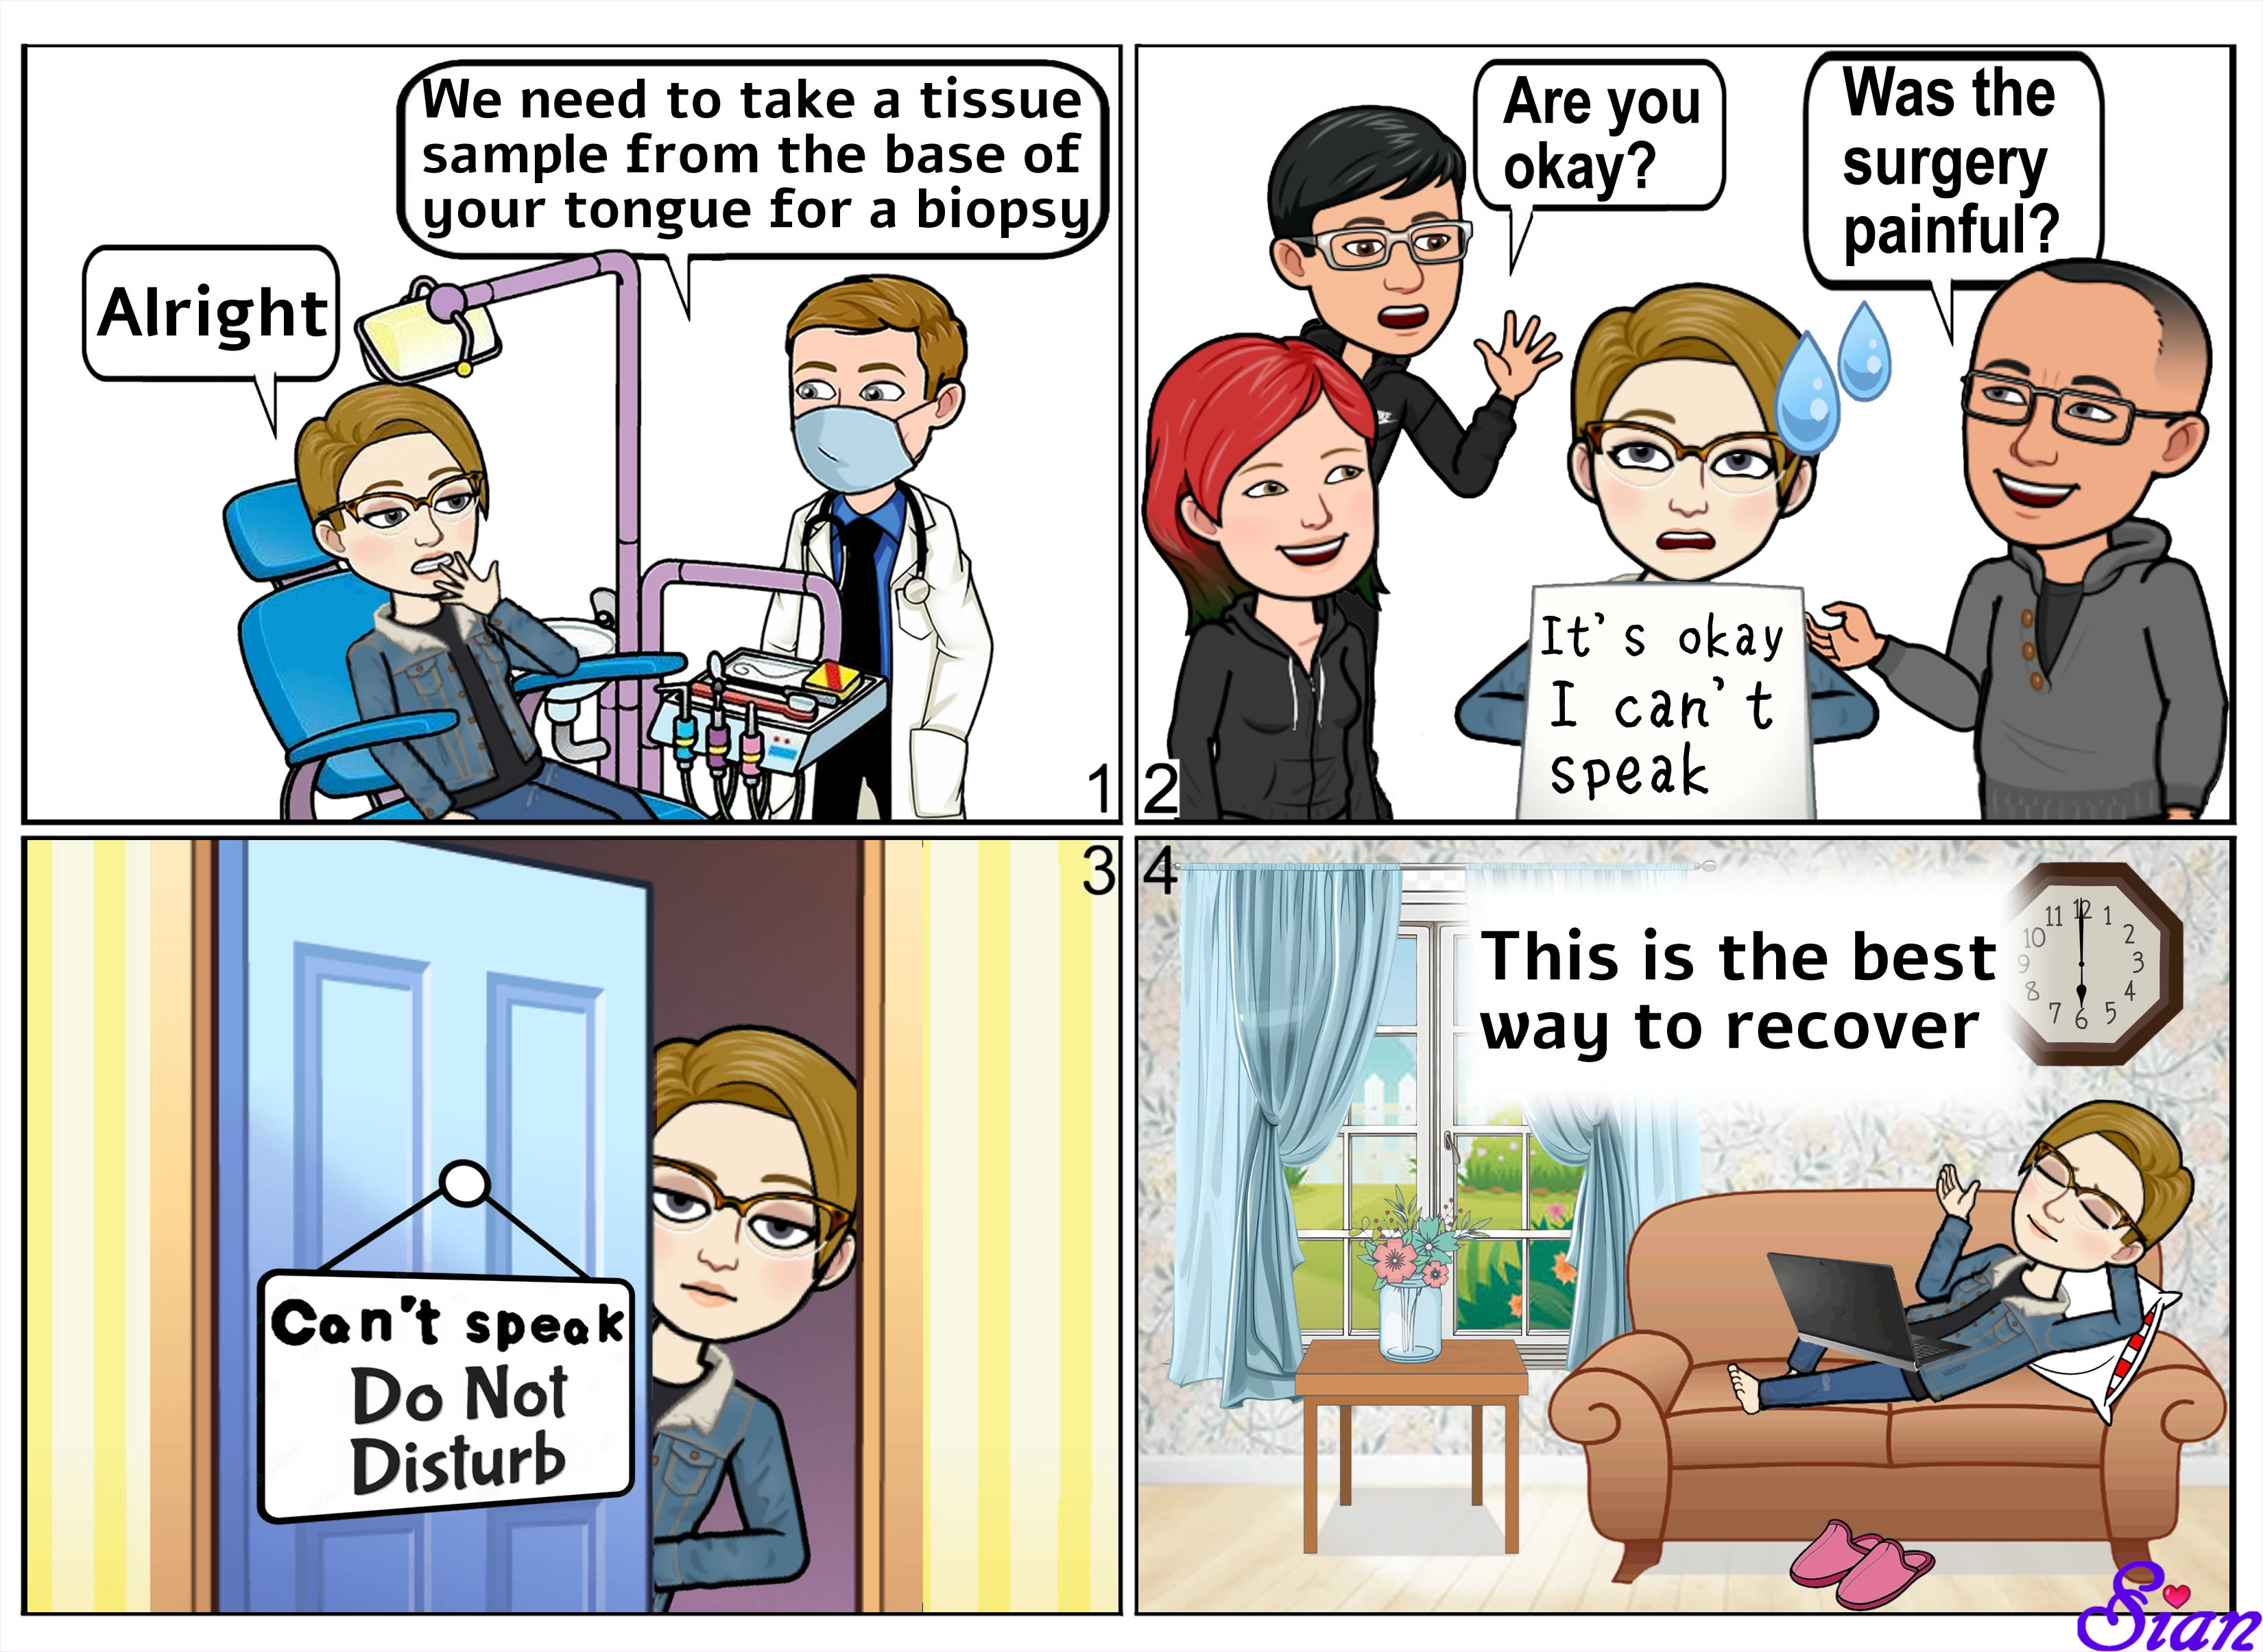 We need to take a tissue
sample from the base of
your tongue for a biopsy
Alright
1
Are you
okay?
Was the
surgery
painful?
NIKE
It's okay
I can't
speak
2
3
Can't speak
Do Not
Disturb
4
This is the best
way to recover
11 12 1
10 2
9 3
8 4
7 6 5
Sian